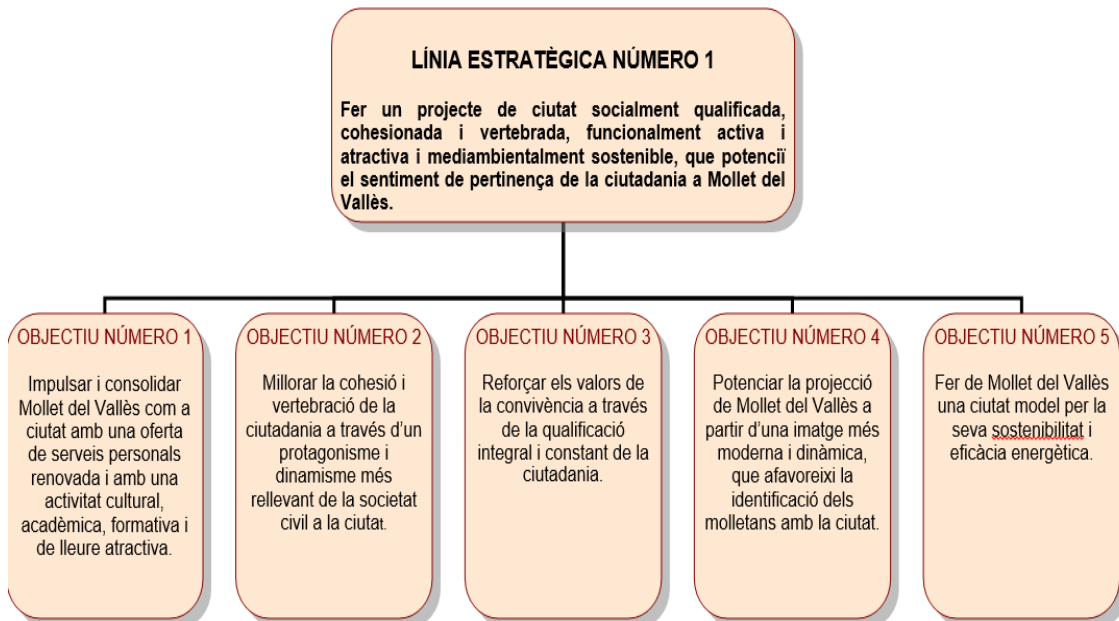 LÍNIA ESTRATÈGICA NÚMERO 1
Fer un projecte de ciutat socialment qualificada,
cohesionada i vertebrada, funcionalment activa i
atractiva i mediambientalment sostenible, que potenciï
el sentiment de pertinença de la ciutadania a Mollet del
Vallès.
OBJECTIU NÚMERO 1
Impulsar i consolidar
Mollet del Vallès com a
ciutat amb una oferta
de serveis personals
renovada i amb una
activitat cultural,
acadèmica, formativa i
de lleure atractiva.
OBJECTIU NÚMERO 2
Millorar la cohesió i
vertebració de la
ciutadania a través d’un
protagonisme i
dinamisme més
rellevant de la societat
civil a la ciutat.
OBJECTIU NÚMERO 3
Reforçar els valors de
la convivència a través
de la qualificació
integral i constant de la
ciutadania.
OBJECTIU NÚMERO 4
Potenciar la projecció
de Mollet del Vallès a
partir d’una imatge més
moderna i dinàmica,
que afavoreixi la
identificació dels
molletans amb la ciutat.
OBJECTIU NÚMERO 5
Fer de Mollet del Vallès
una ciutat model per la
seva sostenibilitat i
eficàcia energètica.